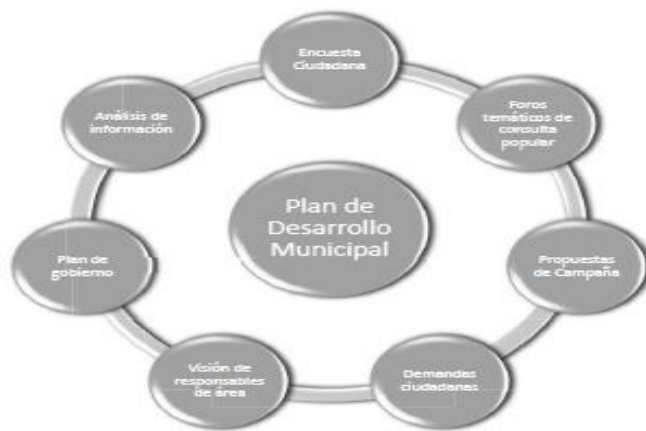 Encuesta
Ciudadana
Foros
temáticos de
consulta
popular
Propuestas
de Campaña
Demandas
ciudadanas
Visión de
responsables
de área
Plan de
gobierno
Análisis de
información
Plan de
Desarrollo
Municipal